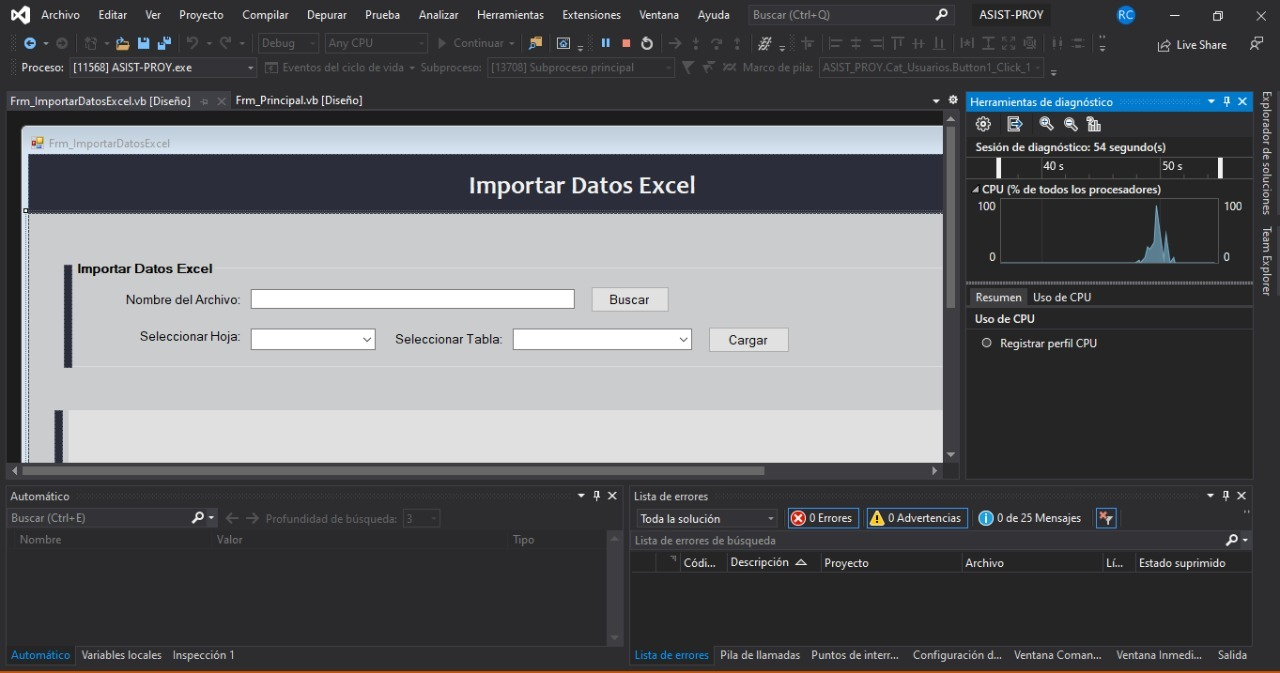 Archivo Editar Ver Proyecto Compilar Depurar Prueba Analizar Herramientas Extensiones Ventana Ayuda Buscar (Ctrl+Q) ASIST-PROY RC
Debug Any CPU Continuar Live Share
Proceso: [11568] ASIST-PROY.exe Eventos del ciclo de vida Subproceso: [13708] Subproceso principal Marco de pila: ASIST_PROY.Cat_Usuarios.Button1_Click_1
Frm_ImportarDatosExcel.vb [Diseño] Frm_Principal.vb [Diseño]
Frm_ImportarDatosExcel
Importar Datos Excel
Importar Datos Excel
Nombre del Archivo: Buscar
Seleccionar Hoja: Seleccionar Tabla: Cargar
Herramientas de diagnóstico
Sesión de diagnóstico: 54 segundo(s)
40 s 50 s
CPU (% de todos los procesadores)
100 100
0 0
Resumen Uso de CPU
Uso de CPU
Registrar perfil CPU
Explorador de soluciones
Team Explorer
Automático
Buscar (Ctrl+E) Profundidad de búsqueda: 3
Nombre Valor Tipo
Automático Variables locales Inspección 1
Lista de errores
Toda la solución 0 Errores 0 Advertencias 0 de 25 Mensajes
Lista de errores de búsqueda
Códi... Descripción Proyecto Archivo Lí... Estado suprimido
Lista de errores Pila de llamadas Puntos de interr... Configuración d... Ventana Coman... Ventana Inmedi... Salida